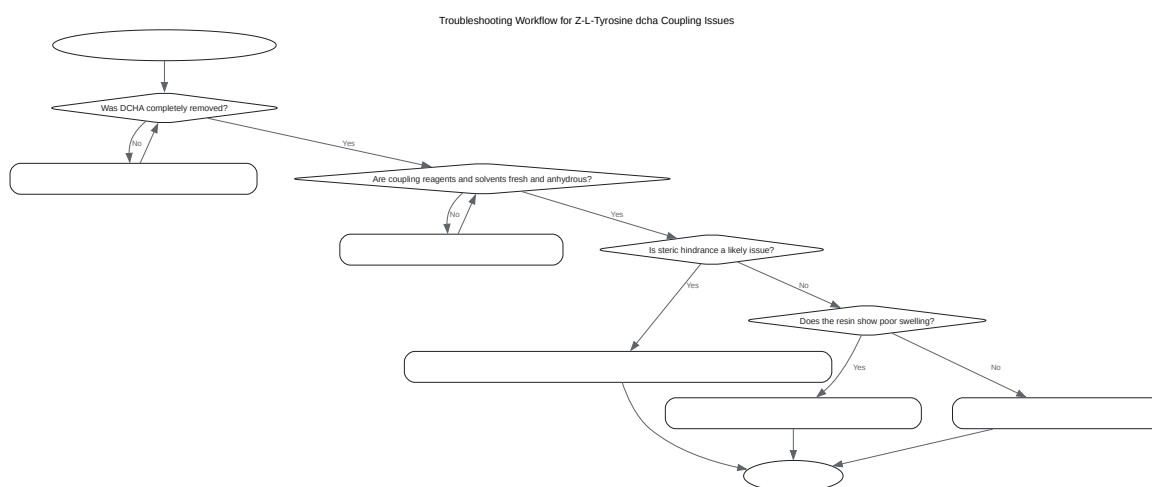 Troubleshooting Workflow for Z-L-Tyrosine dcha Coupling Issues
Was DCHA completely removed?
No
Yes
Are coupling reagents and solvents fresh and anhydrous?
No
Yes
Is steric hindrance a likely issue?
Yes
No
Does the resin show poor swelling?
Yes
No